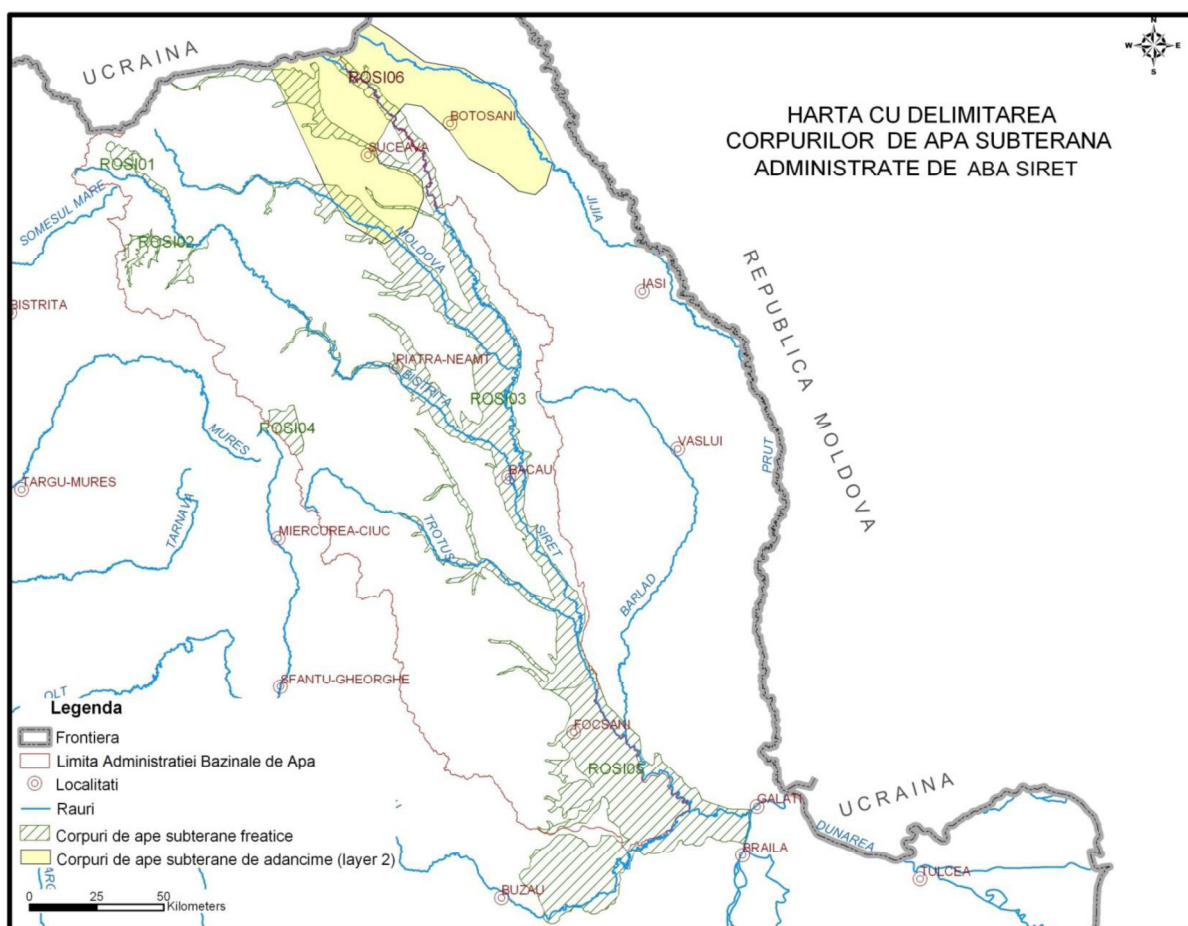 N
W E
S
UCRAINA
HARTA CU DELIMITAREA
CORPURILOR DE APA SUBTERANA
ADMINISTRATE DE ABA SIRET
ROSI06
BOTOSANI
SUCEAVA
ROSI01
SOMESUL MARE
JIJIA
MOLDOVA
ROSI02
REPUBLICA MOLDOVA
IASI
BISTRITA
PIATRA-NEAMT
BISTRITA
ROSI03
ROSI04
MURES
VASLUI
PRUT
BACAU
TARGU-MURES
TARNAVA
MIERCUREA-CIUC
TROTUS
SIRET
BARLAD
SFANTU-GHEORGHE
OLT
FOCSANI
ROSI05
GALATI
UCRAINA
DUNAREA
BRAILA
TULCEA
BUZAU
Legenda
Frontiera
Limita Administratiei Bazinale de Apa
Localitati
Rauri
Corpuri de ape subterane freatice
Corpuri de ape subterane de adancime (layer 2)
ARG
0 25 50
Kilometers